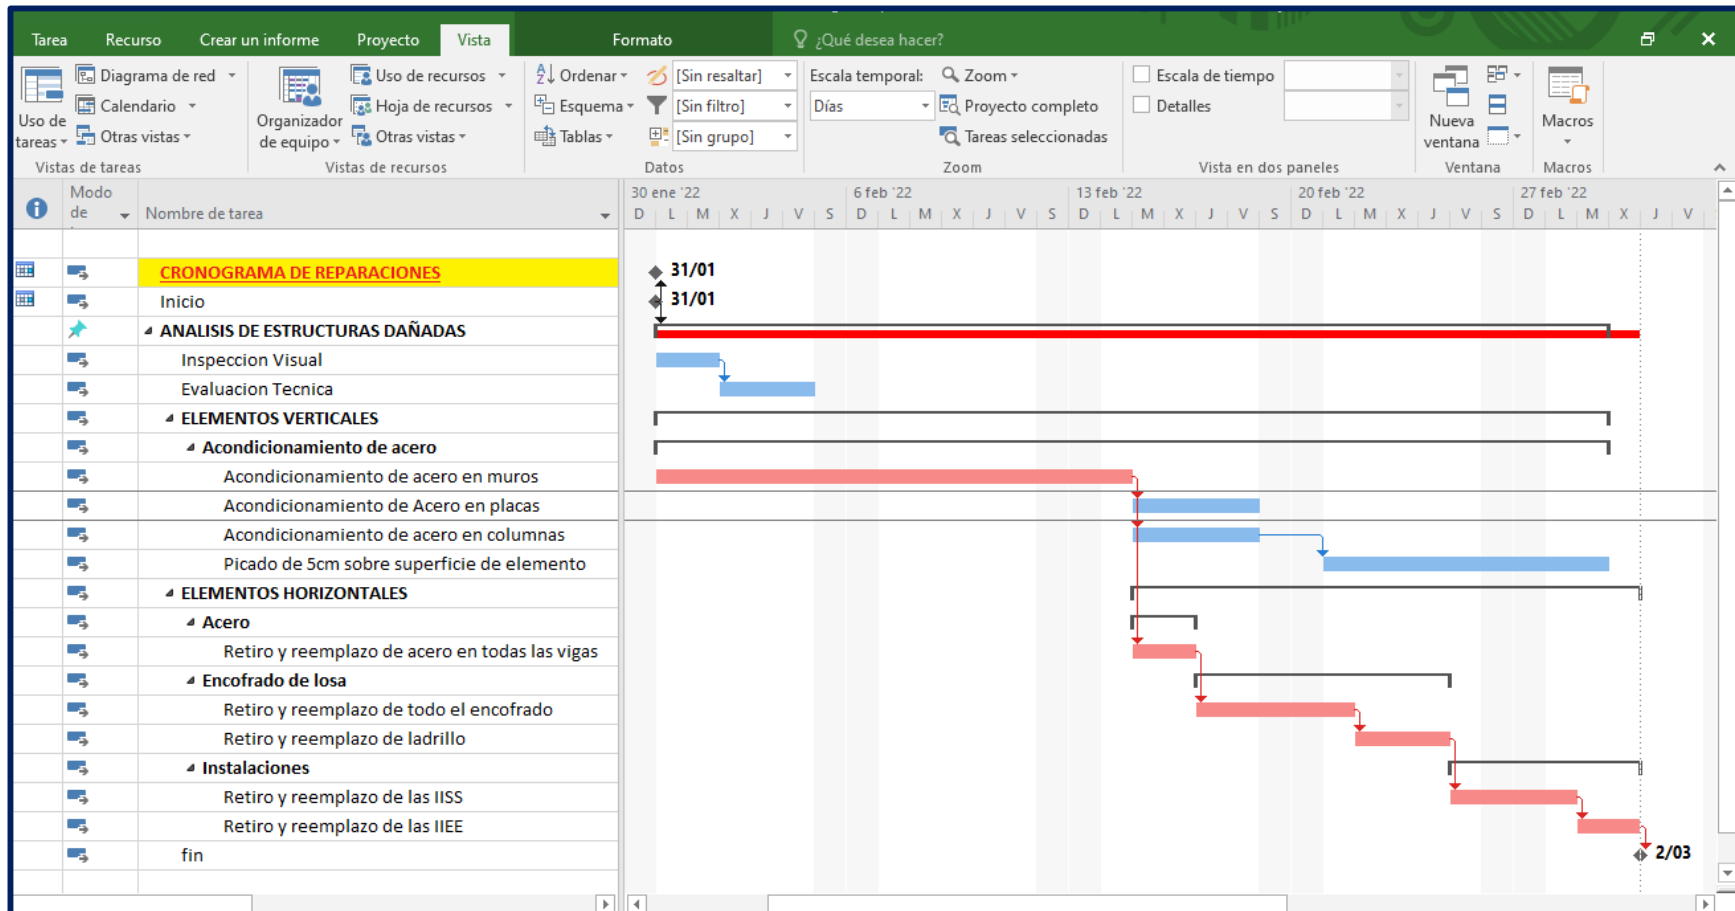 Tarea Recurso Crear un informe Proyecto Vista Formato ¿Qué desea hacer?
Diagrama de red Uso de recursos Ordenar [Sin resaltar] Escala temporal: Zoom Escala de tiempo
Calendario Hoja de recursos Esquema [Sin filtro] Días Proyecto completo Detalles
Uso de tareas Otras vistas Organizador de equipo Otras vistas Tablas [Sin grupo] Tareas seleccionadas Nueva ventana Macros
Vistas de tareas Vistas de recursos Datos Zoom Vista en dos paneles Ventana Macros
Modo de Nombre de tarea
30 ene '22 6 feb '22 13 feb '22 20 feb '22 27 feb '22
D L M X J V S D L M X J V S D L M X J V S D L M X J V S D L M X J V
CRONOGRAMA DE REPARACIONES 31/01
Inicio 31/01
ANALISIS DE ESTRUCTURAS DAÑADAS
Inspeccion Visual
Evaluacion Tecnica
ELEMENTOS VERTICALES
Acondicionamiento de acero
Acondicionamiento de acero en muros
Acondicionamiento de Acero en placas
Acondicionamiento de acero en columnas
Picado de 5cm sobre superficie de elemento
ELEMENTOS HORIZONTALES
Acero
Retiro y reemplazo de acero en todas las vigas
Encofrado de losa
Retiro y reemplazo de todo el encofrado
Retiro y reemplazo de ladrillo
Instalaciones
Retiro y reemplazo de las IISS
Retiro y reemplazo de las IIEE
fin 2/03